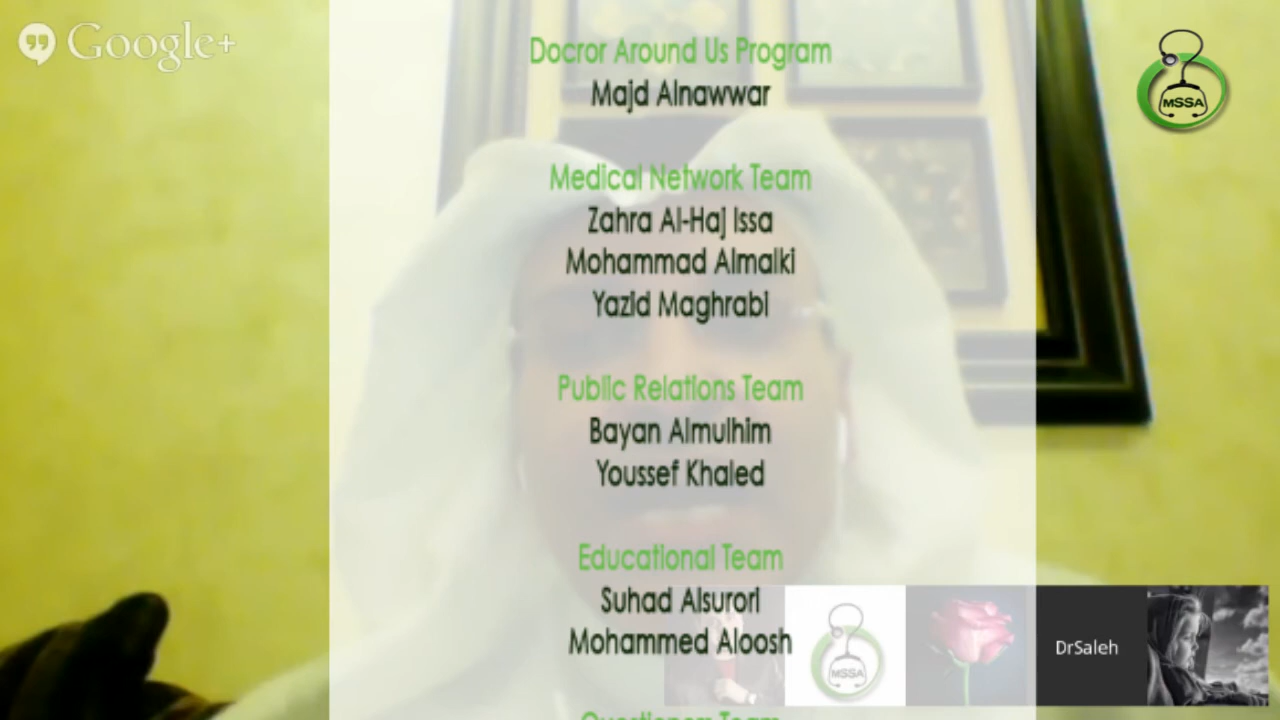 Google+
MSSA
Docror Around Us Program
Majd Alnawwar
Medical Network Team
Zahra Al-Haj Issa
Mohammad Almalki
Yazid Maghrabi
Public Relations Team
Bayan Almulhim
Youssef Khaled
Educational Team
Suhad Alsurori
Mohammed Aloosh
MSSA
DrSaleh